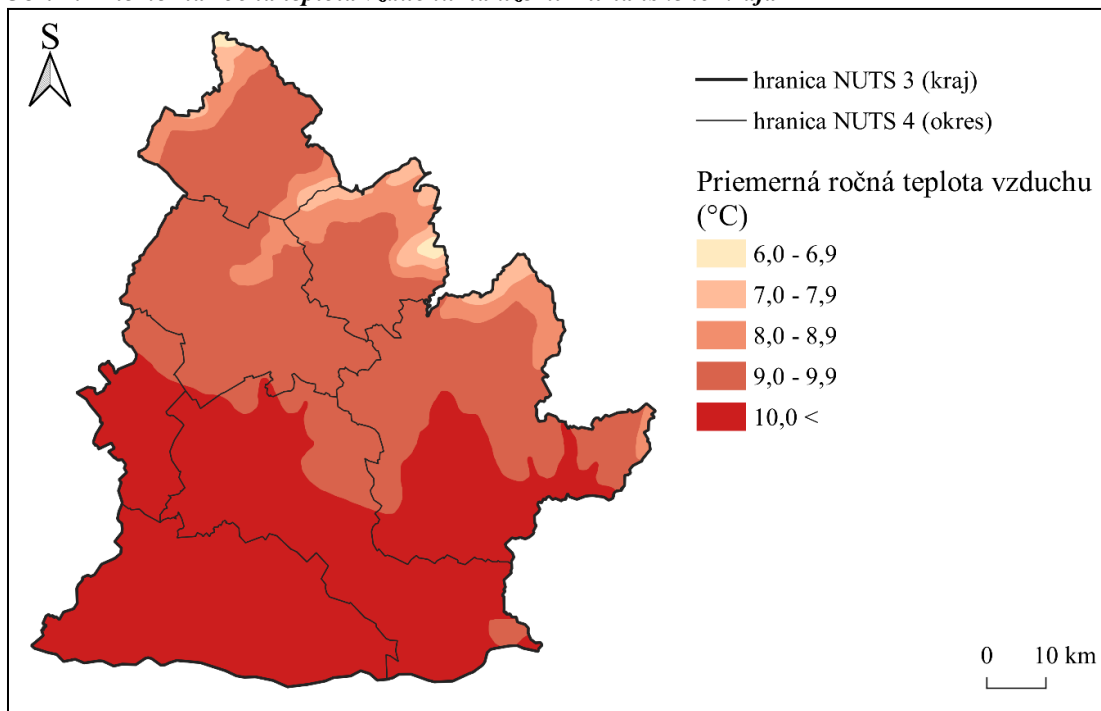 S
hranica NUTS 3 (kraj)
hranica NUTS 4 (okres)
Priemerná ročná teplota vzduchu
(°C)
6,0 - 6,9
7,0 - 7,9
8,0 - 8,9
9,0 - 9,9
10,0 <
0 10 km